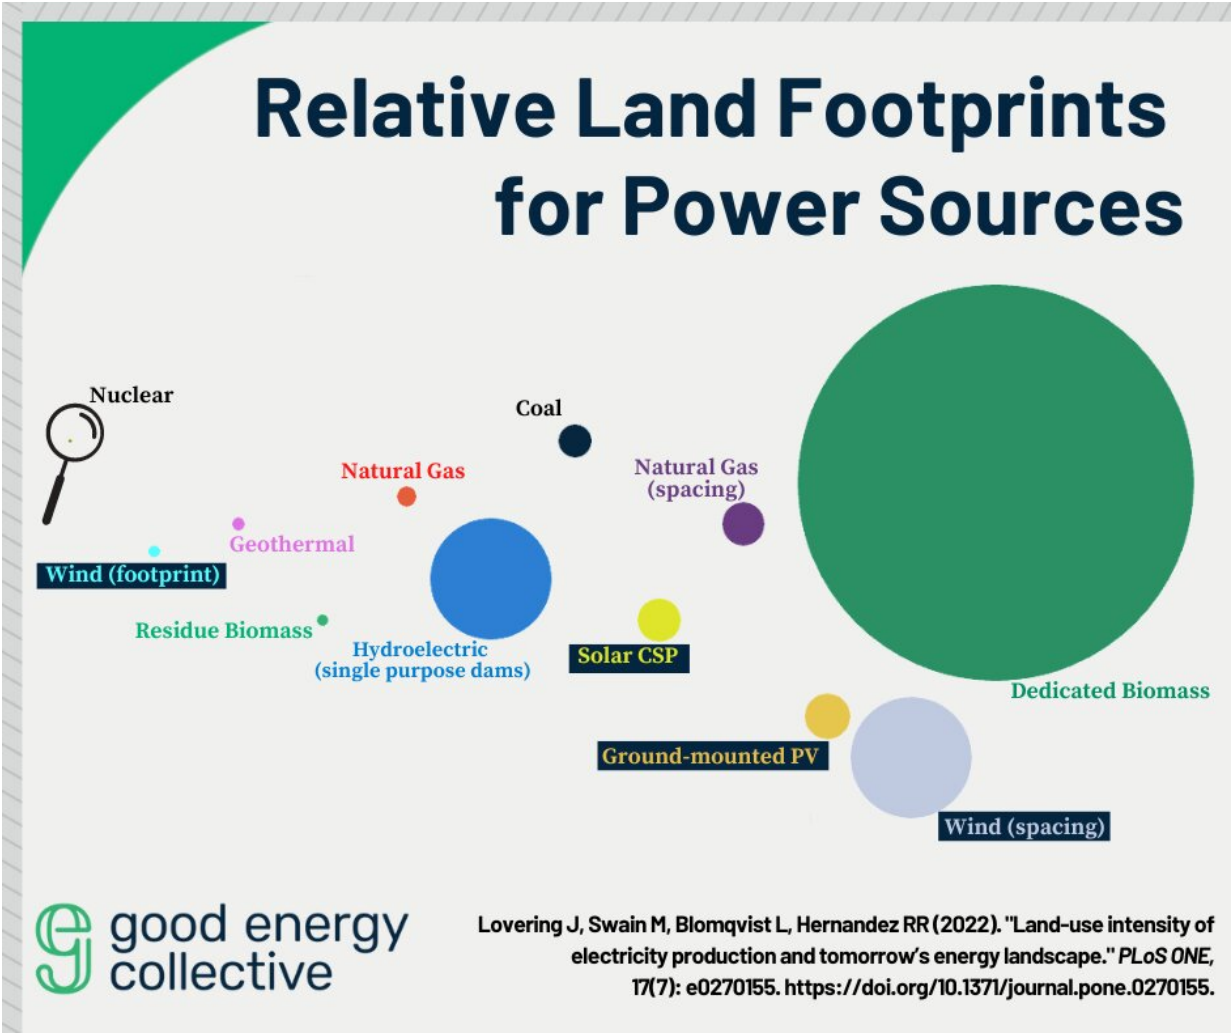 Relative Land Footprints
for Power Sources
Nuclear
Coal
Natural Gas
Natural Gas
(spacing)
Geothermal
Wind (footprint)
Residue Biomass
Hydroelectric
(single purpose dams)
Solar CSP
Dedicated Biomass
Ground-mounted PV
Wind (spacing)
good energy
collective
Lovering J, Swain M, Blomqvist L, Hernandez RR (2022). "Land-use intensity of
electricity production and tomorrow's energy landscape." PLoS ONE,
17(7): e0270155. https://doi.org/10.1371/journal.pone.0270155.